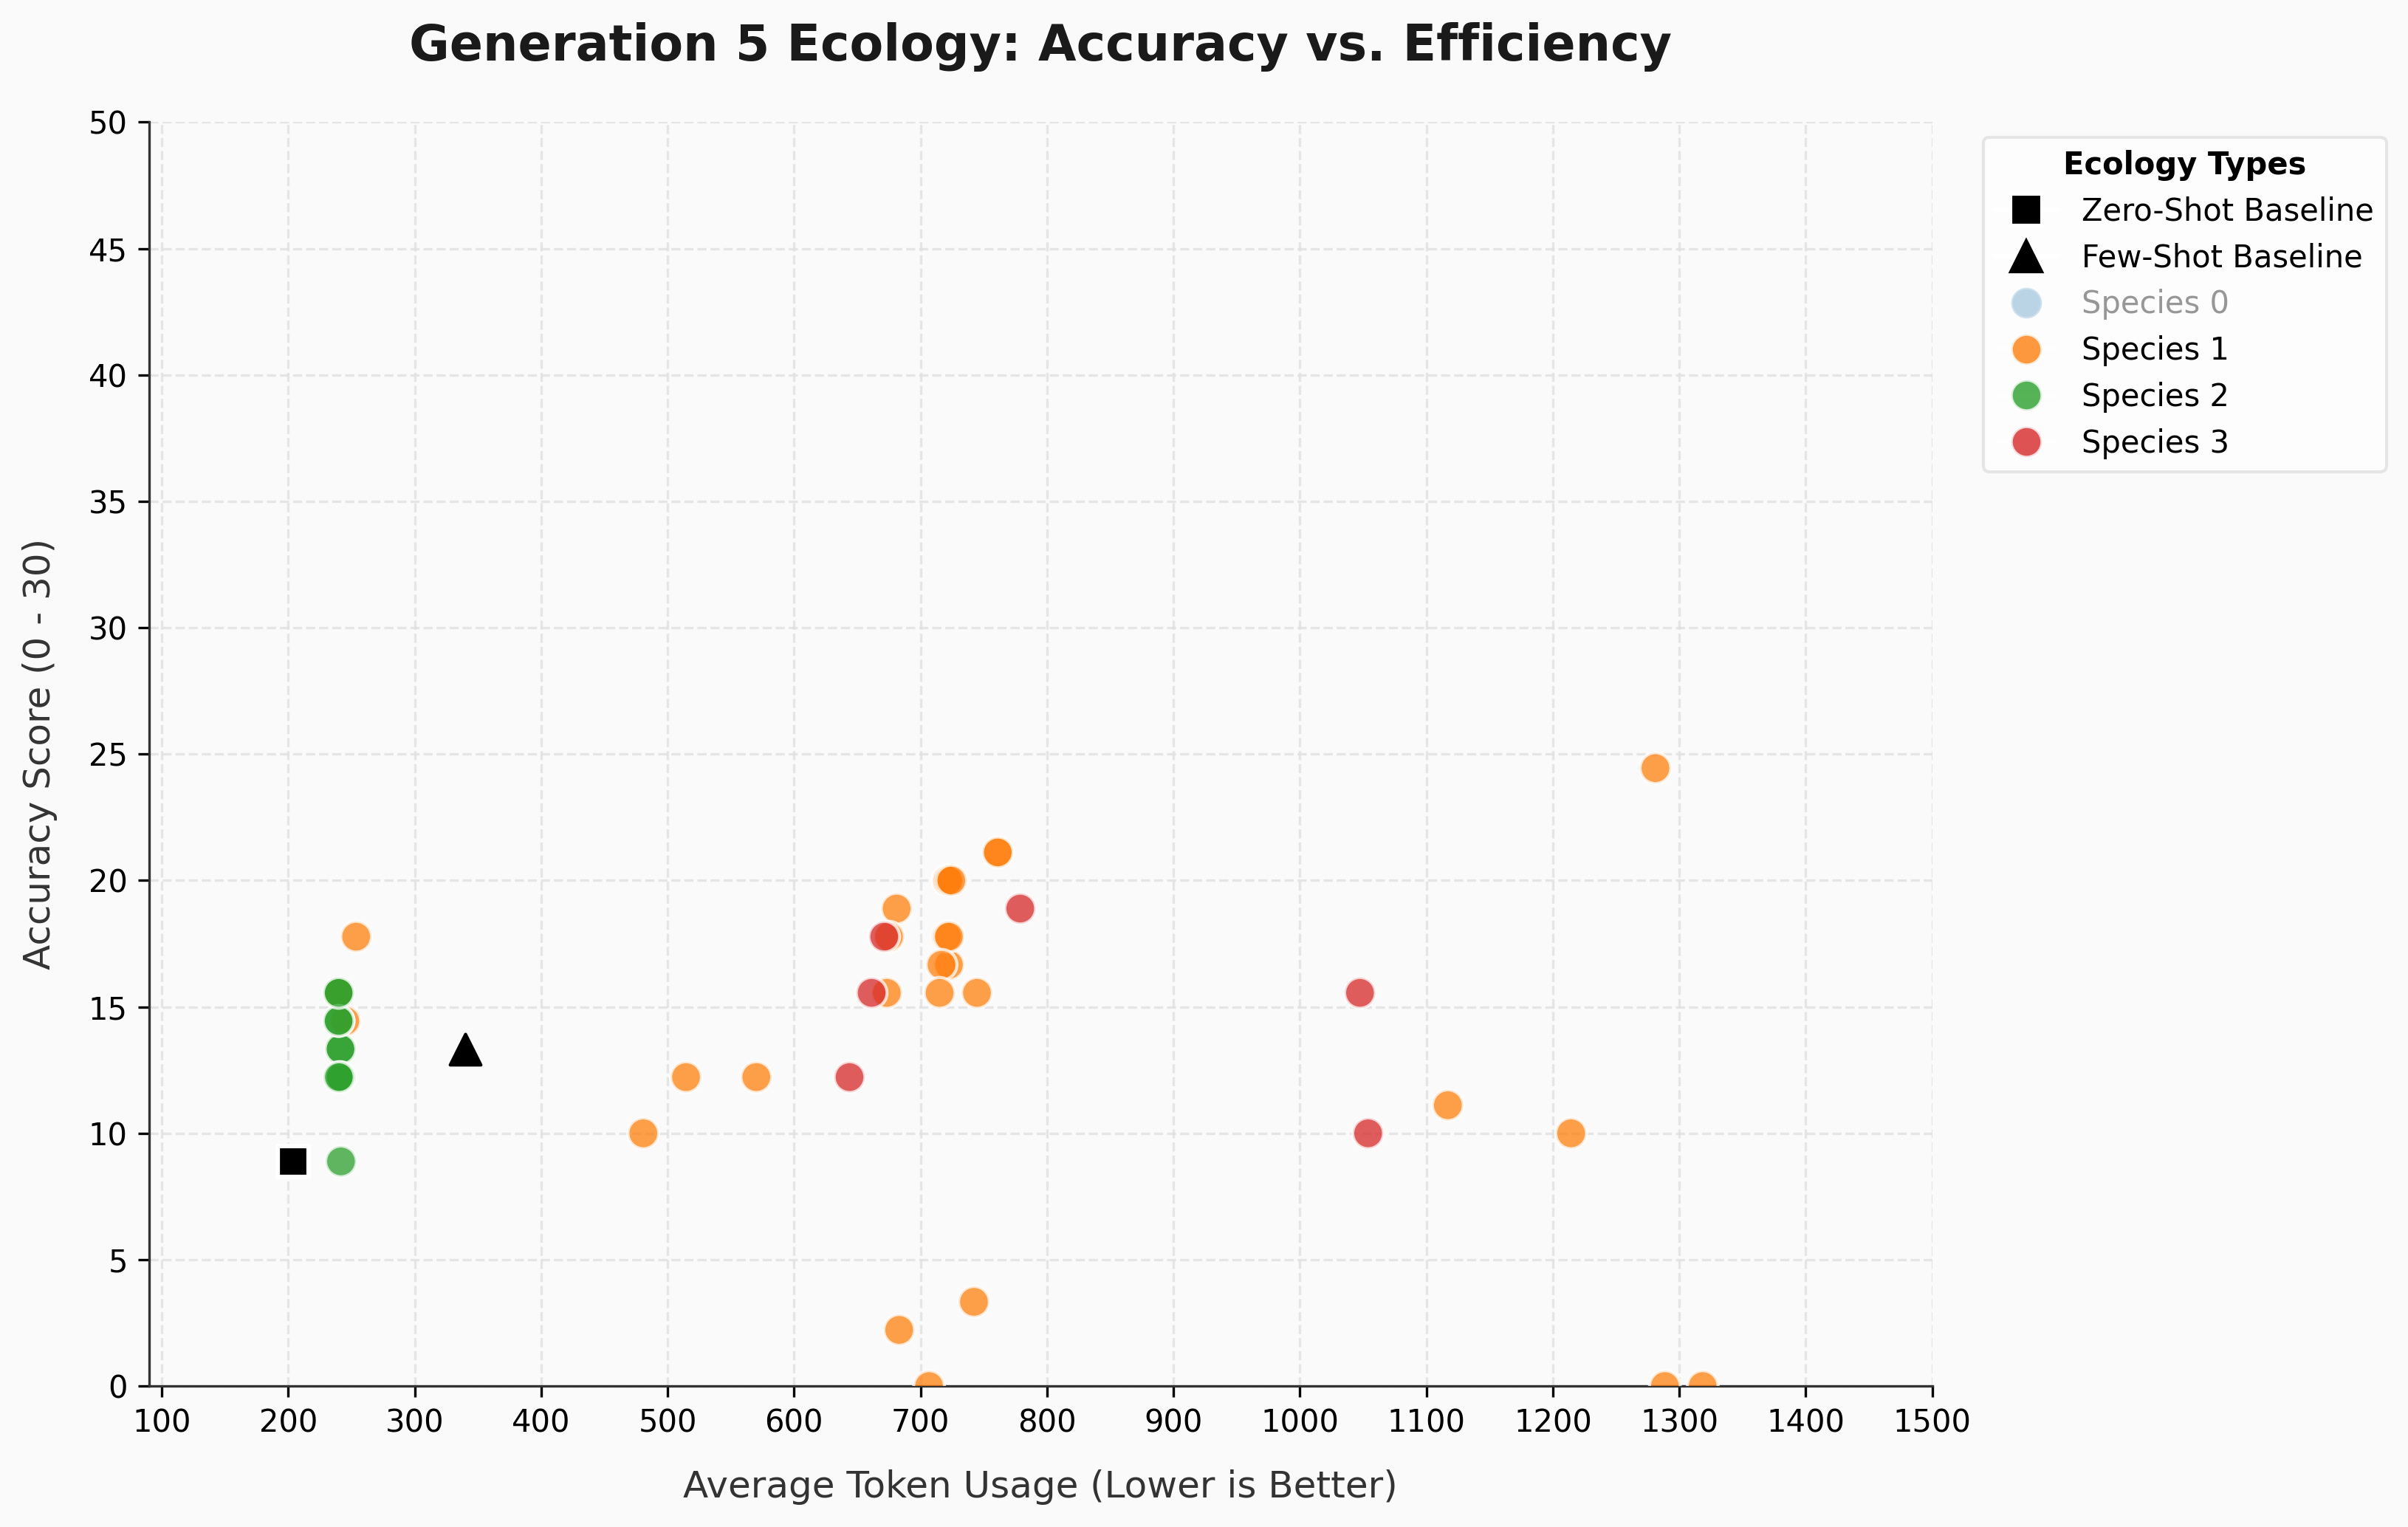 Generation 5 Ecology: Accuracy vs. Efficiency
50
45
40
35
30
25
20
15
10
5
0
Accuracy Score (0 - 30)
100 200 300 400 500 600 700 800 900 1000 1100 1200 1300 1400 1500
Average Token Usage (Lower is Better)
Ecology Types
Zero-Shot Baseline
Few-Shot Baseline
Species 0
Species 1
Species 2
Species 3